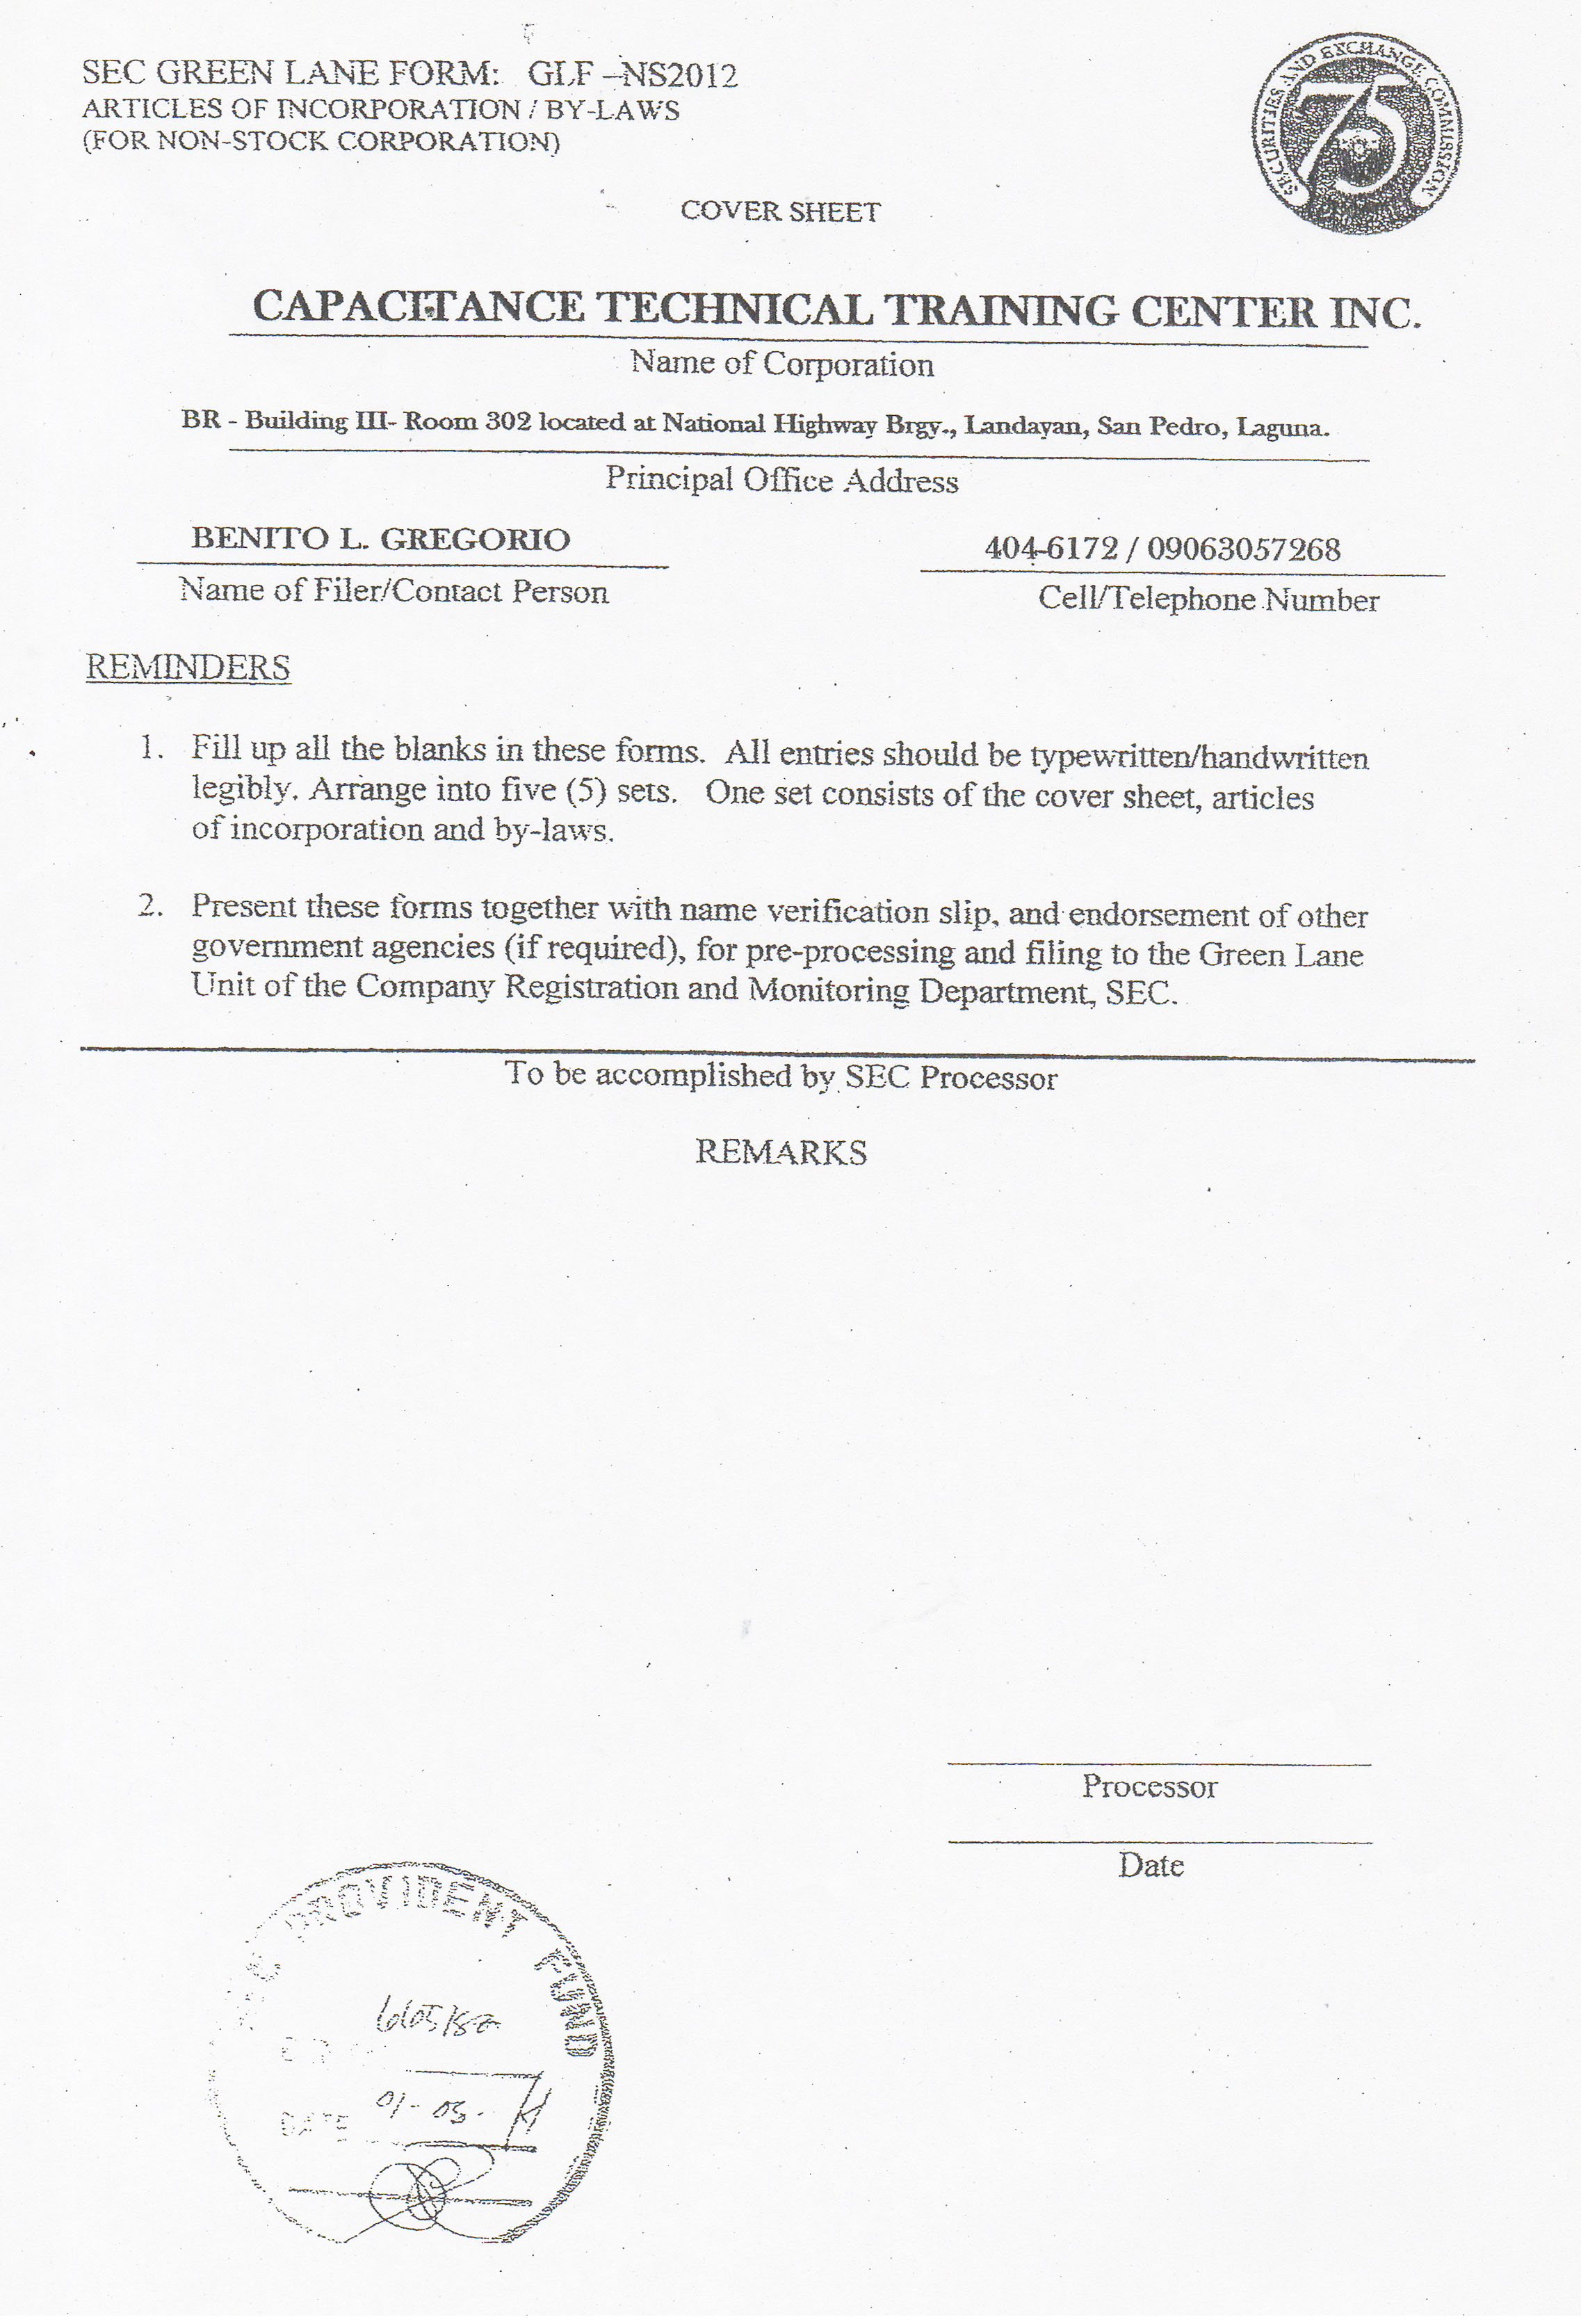 SEC GREEN LANE FORM: GLF –NS2012
ARTICLES OF INCORPORATION / BY-LAWS
(FOR NON-STOCK CORPORATION)
SECURITIES AND EXCHANGE COMMISSION
75
COVER SHEET
CAPACITANCE TECHNICAL TRAINING CENTER INC.
Name of Corporation
BR - Building III- Room 302 located at National Highway Brgy., Landayan, San Pedro, Laguna.
Principal Office Address
BENITO L. GREGORIO
404-6172 / 09063057268
Name of Filer/Contact Person
Cell/Telephone Number
REMINDERS
1. Fill up all the blanks in these forms. All entries should be typewritten/handwritten
legibly. Arrange into five (5) sets. One set consists of the cover sheet, articles
of incorporation and by-laws.
2. Present these forms together with name verification slip, and endorsement of other
government agencies (if required), for pre-processing and filing to the Green Lane
Unit of the Company Registration and Monitoring Department, SEC.
To be accomplished by SEC Processor
REMARKS
Processor
Date
SEC PROVIDENT FUND
DATE 01-03-